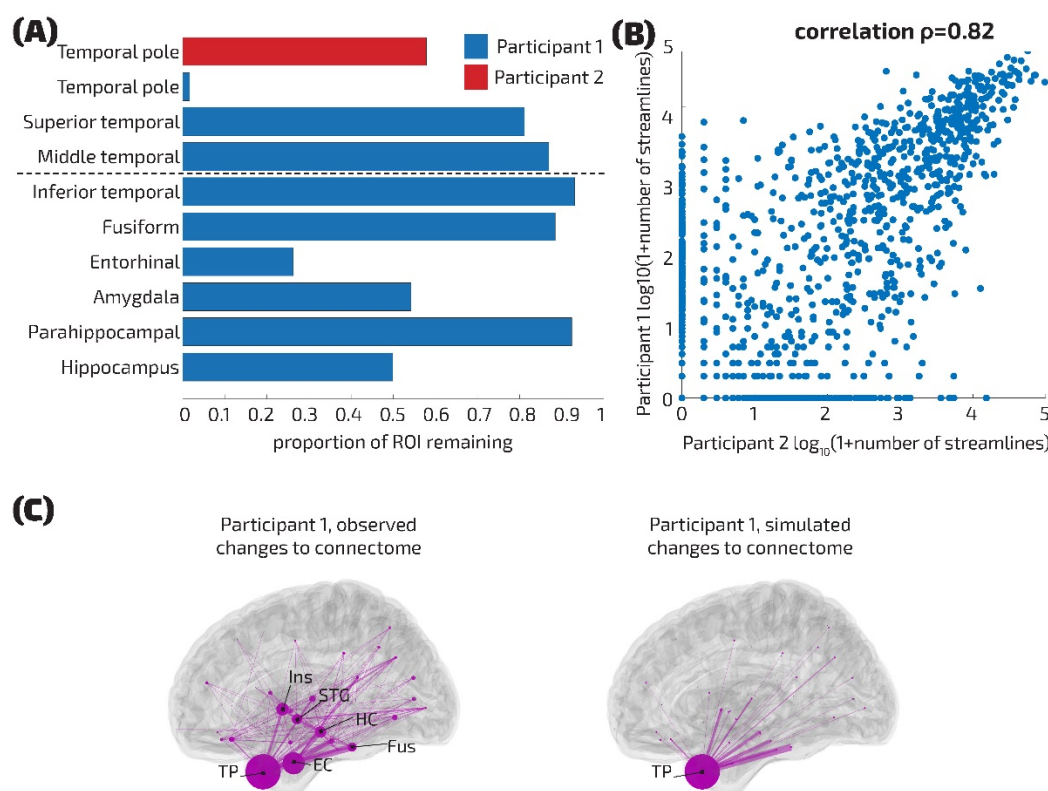 (A)
Temporal pole
Temporal pole
Superior temporal
Middle temporal
Inferior temporal
Fusiform
Entorhinal
Amygdala
Parahippocampal
Hippocampus
Participant 1
Participant 2
0 0.1 0.2 0.3 0.4 0.5 0.6 0.7 0.8 0.9 1
proportion of ROI remaining
(B)
correlation ρ=0.82
Participant 1 log10(1+number of streamlines)
5
4
3
2
1
0
0 1 2 3 4 5
Participant 2 log₁₀(1+number of streamlines)
(C)
Participant 1, observed
changes to connectome
Ins
STG
HC
Fus
EC
TP
Participant 1, simulated
changes to connectome
TP